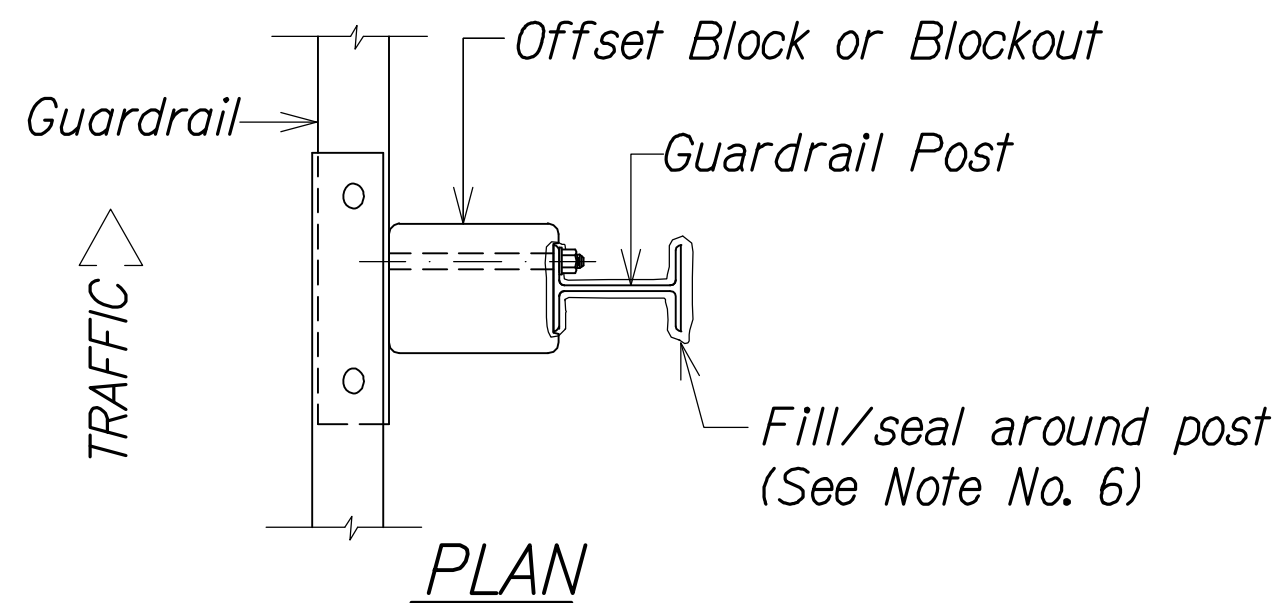 Offset Block or Blockout
Guardrail
Guardrail Post
TRAFFIC
Fill/seal around post
(See Note No. 6)
PLAN